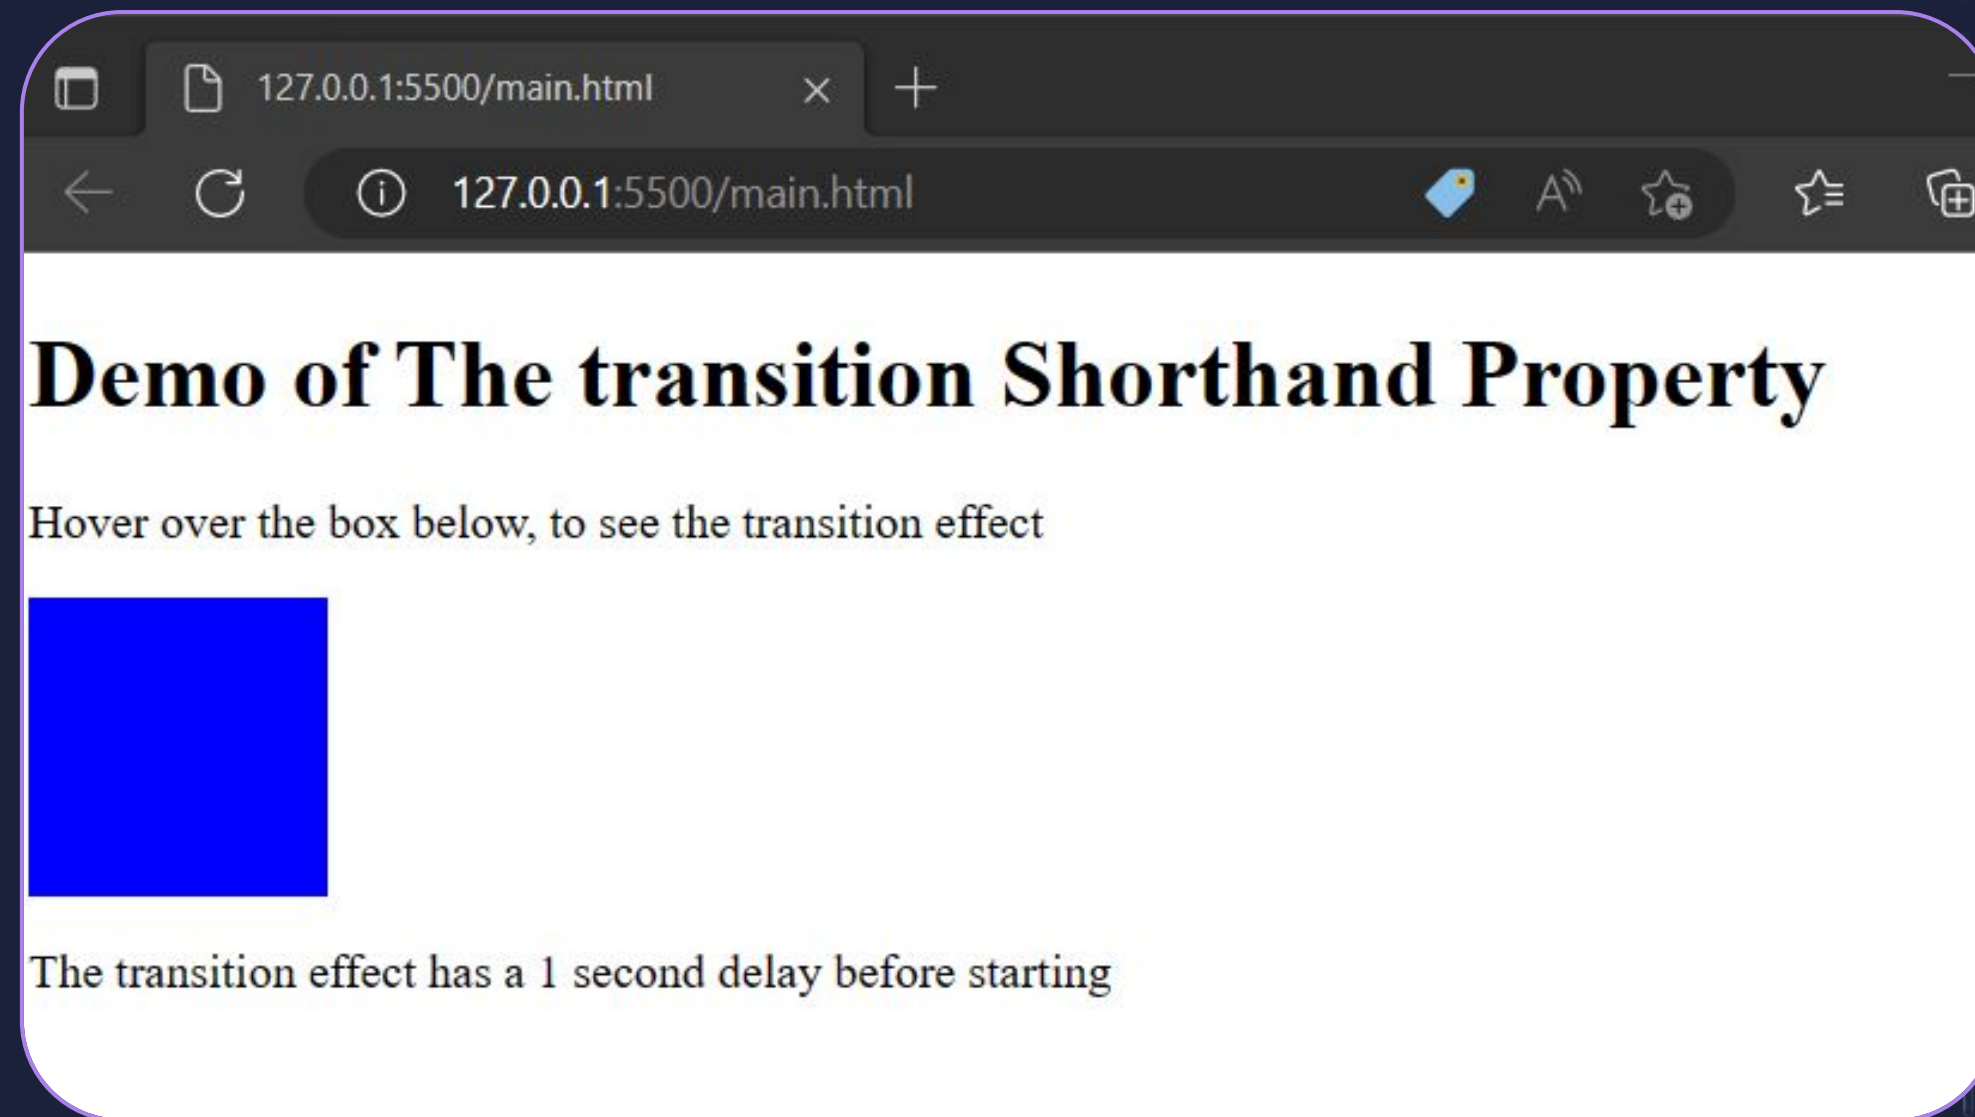 127.0.0.1:5500/main.html
127.0.0.1:5500/main.html
Demo of The transition Shorthand Property
Hover over the box below, to see the transition effect
The transition effect has a 1 second delay before starting